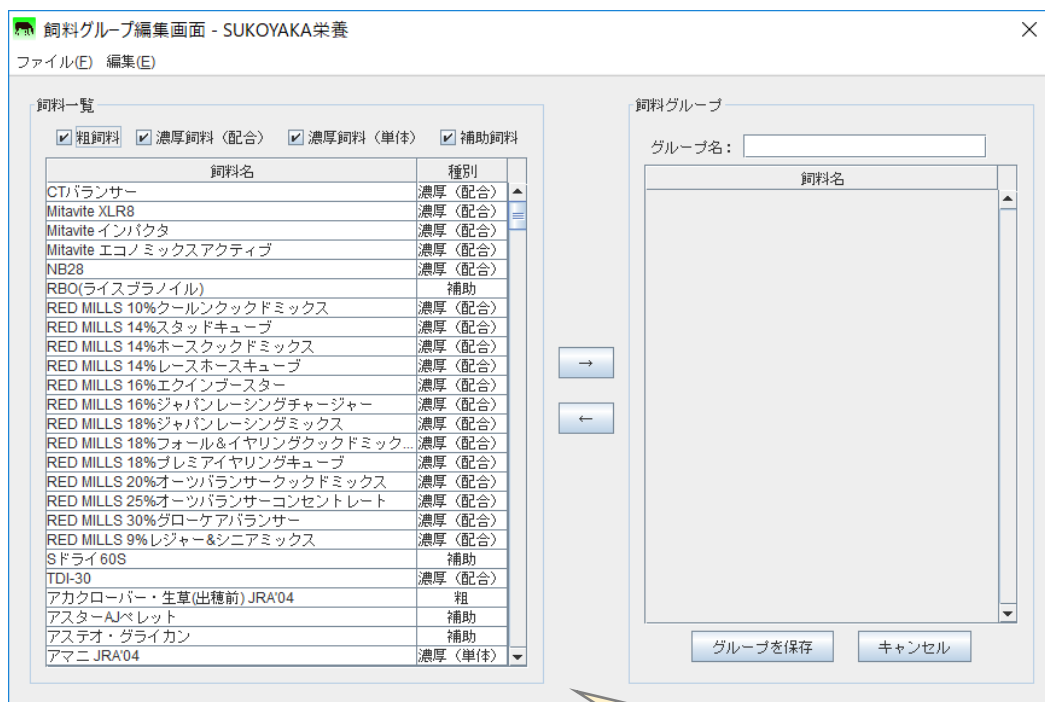 飼料グループ編集画面 - SUKOYAKA栄養
ファイル(F) 編集(E)
飼料一覧
粗飼料 濃厚飼料（配合） 濃厚飼料（単体） 補助飼料
飼料名 種別
CTバランサー 濃厚（配合）
Mitavite XLR8 濃厚（配合）
Mitavite インパクタ 濃厚（配合）
Mitavite エコノミックスアクティブ 濃厚（配合）
NB28 濃厚（配合）
RBO(ライスブラノイル) 補助
RED MILLS 10%クールンクックドミックス 濃厚（配合）
RED MILLS 14%スタッドキューブ 濃厚（配合）
RED MILLS 14%ホースクックドミックス 濃厚（配合）
RED MILLS 14%レースホースキューブ 濃厚（配合）
RED MILLS 16%エクインブースター 濃厚（配合）
RED MILLS 16%ジャパンレーシングチャージャー 濃厚（配合）
RED MILLS 18%ジャパンレーシングミックス 濃厚（配合）
RED MILLS 18%フォール&イヤリングクックドミック... 濃厚（配合）
RED MILLS 18%プレミアイヤリングキューブ 濃厚（配合）
RED MILLS 20%オーツバランサークックドミックス 濃厚（配合）
RED MILLS 25%オーツバランサーコンセントレート 濃厚（配合）
RED MILLS 30%グローケアバランサー 濃厚（配合）
RED MILLS 9%レジャー&シニアミックス 濃厚（配合）
Sドライ60S 補助
TDI-30 濃厚（配合）
アカクローバー・生草(出穂前) JRA'04 粗
アスターAJペレット 補助
アステオ・グライカン 補助
アマニ JRA'04 濃厚（単体）
→
←
飼料グループ
グループ名：
飼料名
グループを保存 キャンセル